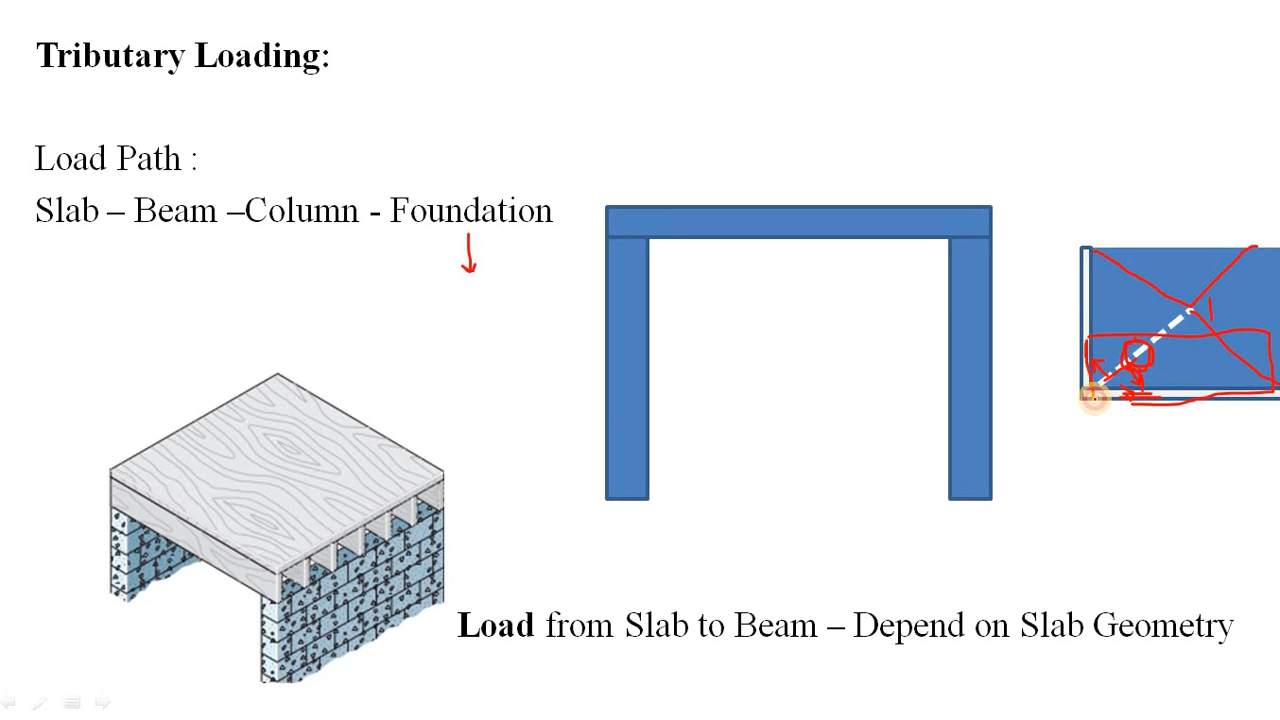 Tributary Loading:
Load Path :
Slab – Beam –Column - Foundation
Load from Slab to Beam – Depend on Slab Geometry